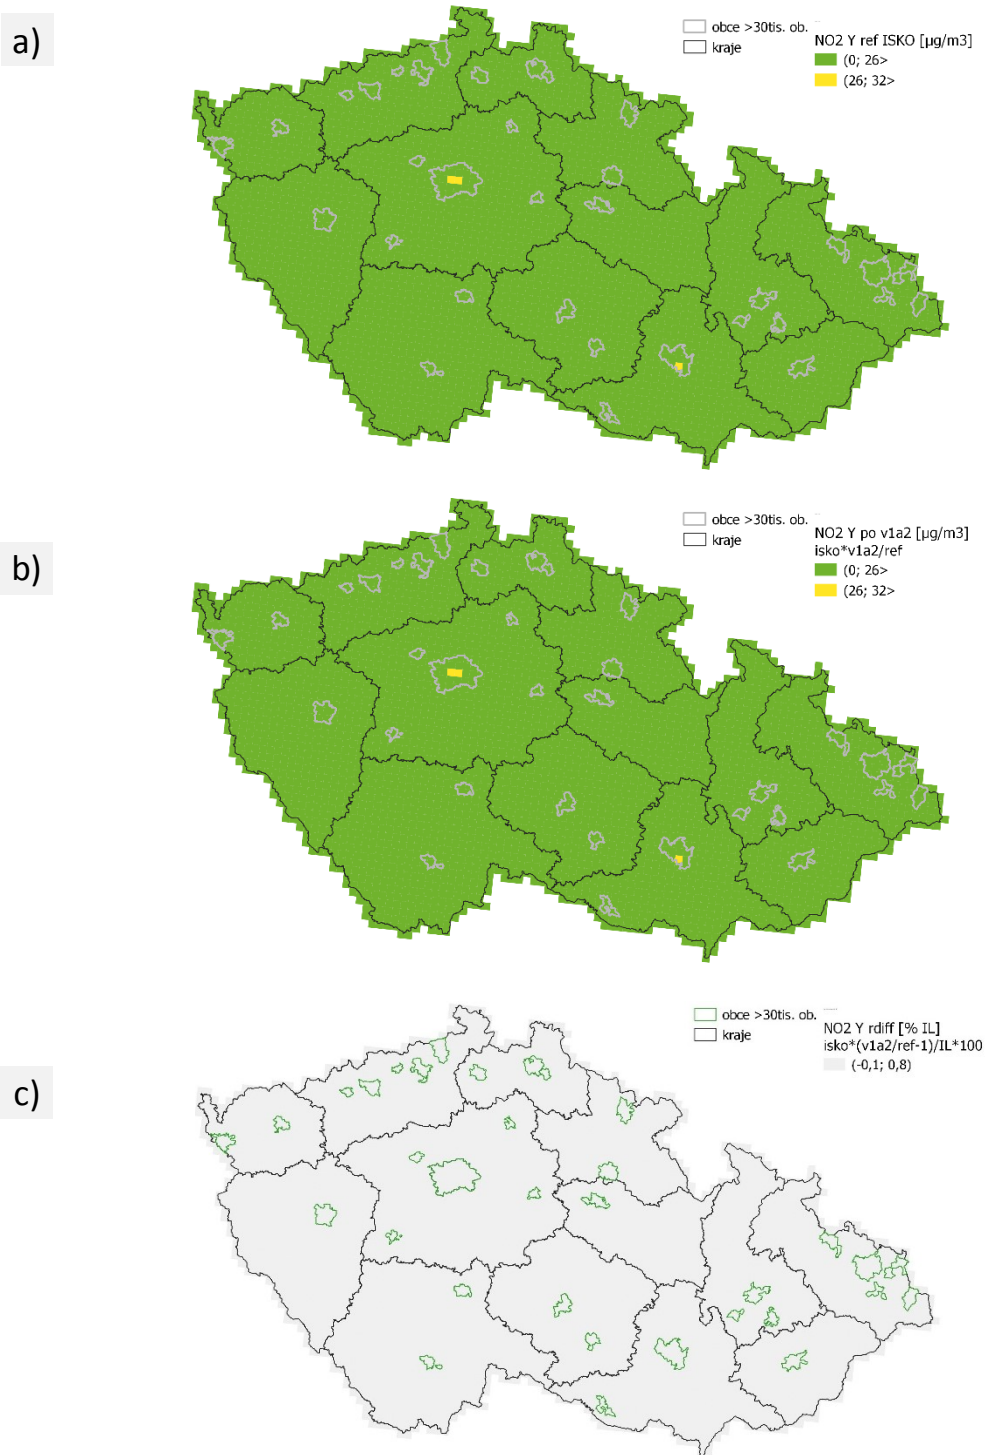 a)
obce >30tis. ob.
kraje
NO2 Y ref ISKO [µg/m3]
(0; 26>
(26; 32>
b)
obce >30tis. ob.
kraje
NO2 Y po v1a2 [µg/m3]
isko*v1a2/ref
(0; 26>
(26; 32>
c)
obce >30tis. ob.
kraje
NO2 Y rdiff [% IL]
isko*(v1a2/ref-1)/IL*100
(-0,1; 0,8)